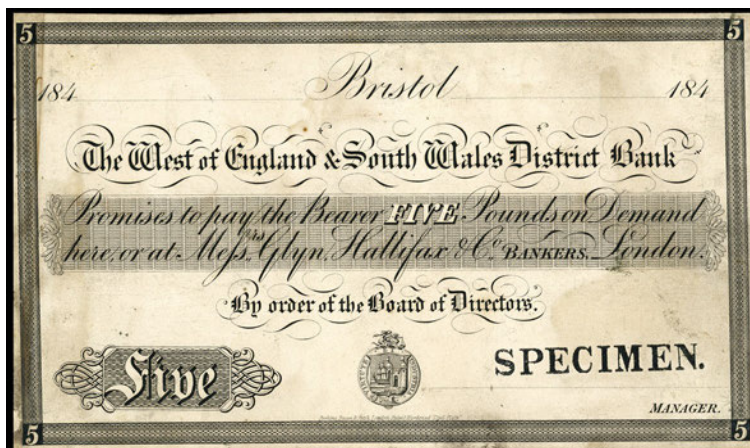 5 5
184 Bristol 184
The West of England & South Wales District Bank
Promises to pay the Bearer FIVE Pounds on Demand
here, or at Messrs Glyn, Hallifax & Co BANKERS. London.
By order of the Board of Directors.
Five
SPECIMEN.
MANAGER.
5 5